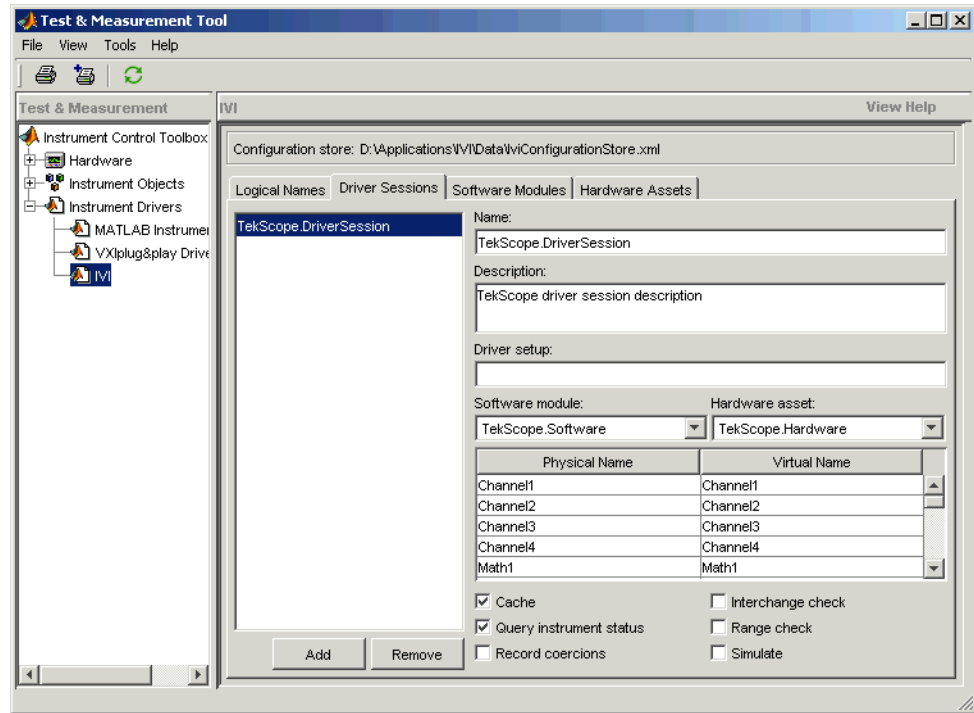 Test & Measurement Tool
File View Tools Help
Test & Measurement
IVI
View Help
Instrument Control Toolbox
Hardware
Instrument Objects
Instrument Drivers
MATLAB Instrumen
VXIplug&play Drive
IVI
Configuration store: D:\Applications\IVI\Data\IviConfigurationStore.xml
Logical Names Driver Sessions Software Modules Hardware Assets
TekScope.DriverSession
Name:
TekScope.DriverSession
Description:
TekScope driver session description
Driver setup:
Software module: Hardware asset:
TekScope.Software TekScope.Hardware
Physical Name Virtual Name
Channel1 Channel1
Channel2 Channel2
Channel3 Channel3
Channel4 Channel4
Math1 Math1
Cache Interchange check
Query instrument status Range check
Record coercions Simulate
Add Remove